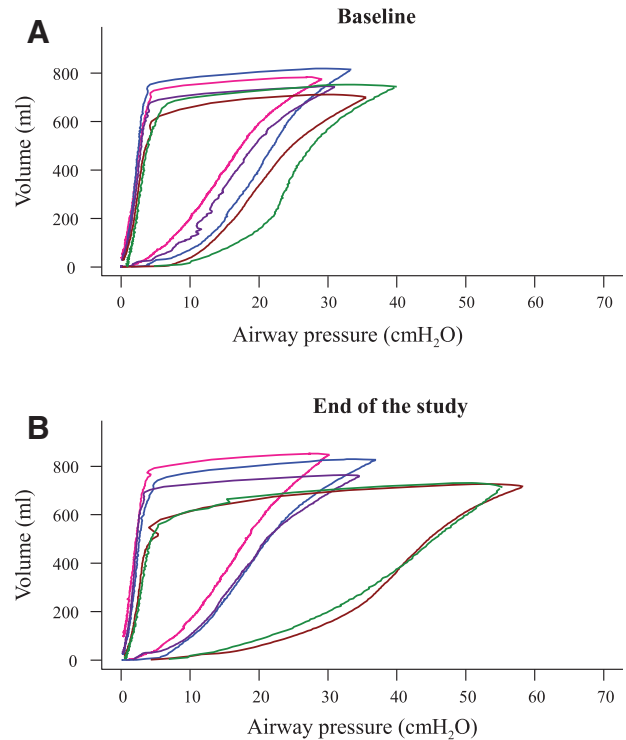 A
Baseline
Volume (ml)
800
600
400
200
0
0 10 20 30 40 50 60 70
Airway pressure (cmH₂O)
B
End of the study
Volume (ml)
800
600
400
200
0
0 10 20 30 40 50 60 70
Airway pressure (cmH₂O)